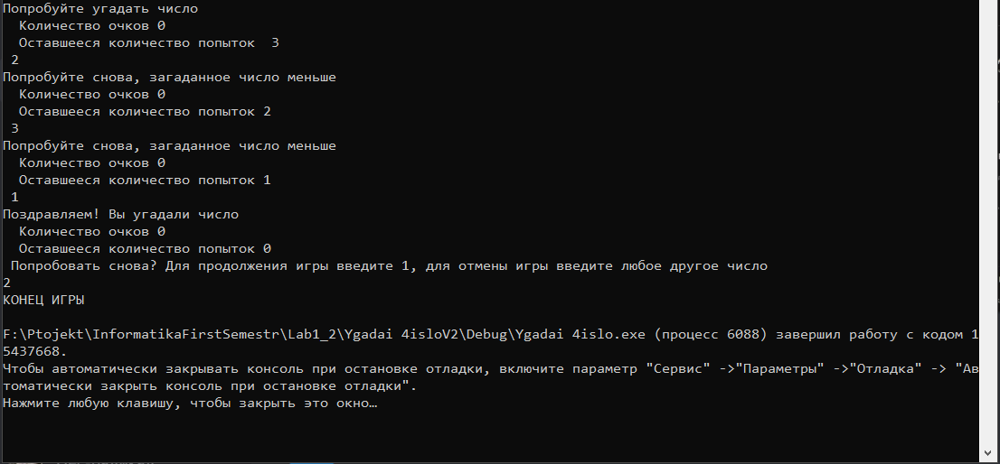 Попробуйте угадать число
Количество очков 0
Оставшееся количество попыток  3
2
Попробуйте снова, загаданное число меньше
Количество очков 0
Оставшееся количество попыток 2
3
Попробуйте снова, загаданное число меньше
Количество очков 0
Оставшееся количество попыток 1
1
Поздравляем! Вы угадали число
Количество очков 0
Оставшееся количество попыток 0
Попробовать снова? Для продолжения игры введите 1, для отмены игры введите любое другое число
2
КОНЕЦ ИГРЫ
F:\Ptojekt\InformatikaFirstSemestr\Lab1_2\Ygadai 4isloV2\Debug\Ygadai 4islo.exe (процесс 6088) завершил работу с кодом 1
5437668.
Чтобы автоматически закрывать консоль при остановке отладки, включите параметр "Сервис" ->"Параметры" ->"Отладка" -> "Ав
томатически закрыть консоль при остановке отладки".
Нажмите любую клавишу, чтобы закрыть это окно…